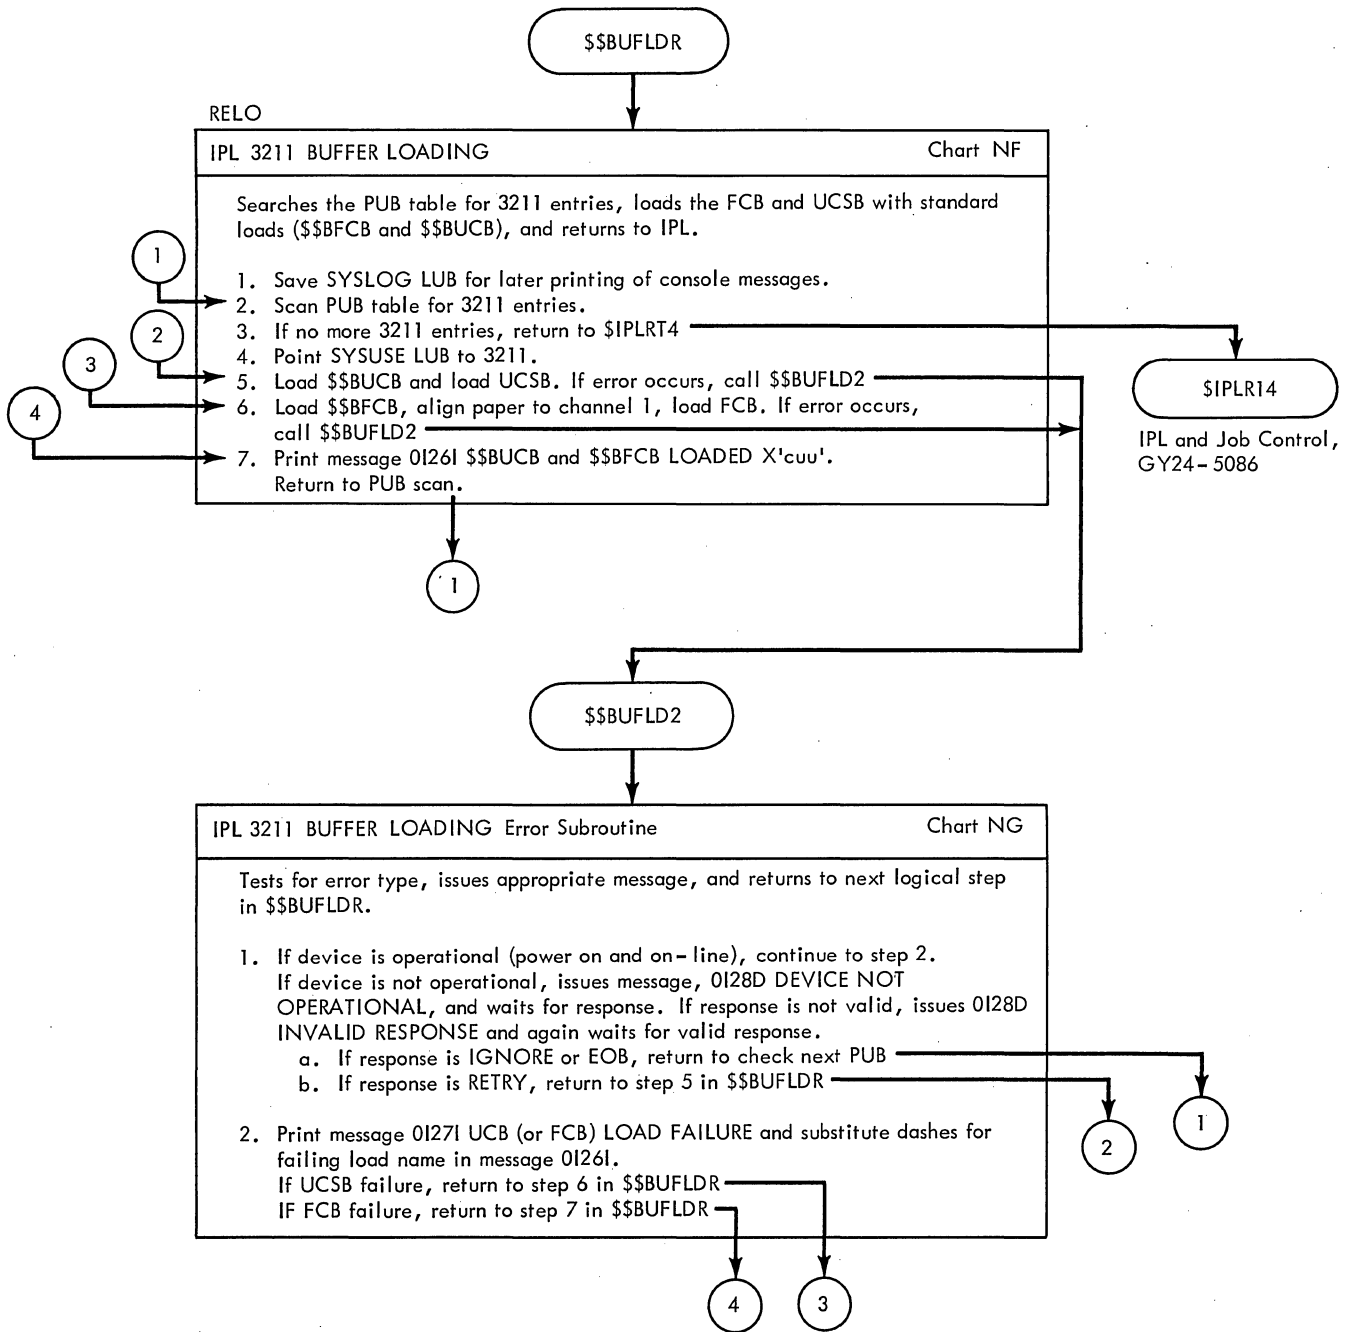 $$BUFLDR
RELO
IPL 3211 BUFFER LOADING
Chart NF
Searches the PUB table for 3211 entries, loads the FCB and UCSB with standard
loads ($$BFCB and $$BUCB), and returns to IPL.
1
1. Save SYSLOG LUB for later printing of console messages.
2. Scan PUB table for 3211 entries.
2
3. If no more 3211 entries, return to $IPLRT4
4. Point SYSUSE LUB to 3211.
3
5. Load $$BUCB and load UCSB. If error occurs, call $$BUFLD2
$IPLR14
4
6. Load $$BFCB, align paper to channel 1, load FCB. If error occurs,
call $$BUFLD2
IPL and Job Control,
GY24-5086
7. Print message 0I26I $$BUCB and $$BFCB LOADED X'cuu'.
Return to PUB scan.
1
$$BUFLD2
IPL 3211 BUFFER LOADING Error Subroutine
Chart NG
Tests for error type, issues appropriate message, and returns to next logical step
in $$BUFLDR.
1. If device is operational (power on and on-line), continue to step 2.
If device is not operational, issues message, 0I28D DEVICE NOT
OPERATIONAL, and waits for response. If response is not valid, issues 0I28D
INVALID RESPONSE and again waits for valid response.
a. If response is IGNORE or EOB, return to check next PUB
b. If response is RETRY, return to step 5 in $$BUFLDR
1
2
2. Print message 0I27I UCB (or FCB) LOAD FAILURE and substitute dashes for
failing load name in message 0I26I.
If UCSB failure, return to step 6 in $$BUFLDR
IF FCB failure, return to step 7 in $$BUFLDR
4
3